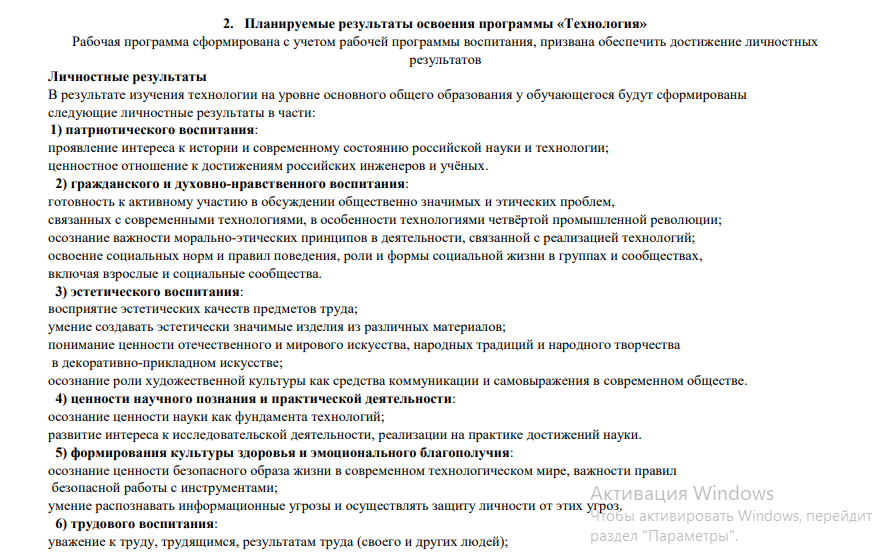 2. Планируемые результаты освоения программы «Технология»
Рабочая программа сформирована с учетом рабочей программы воспитания, призвана обеспечить достижение личностных
результатов
Личностные результаты
В результате изучения технологии на уровне основного общего образования у обучающегося будут сформированы
следующие личностные результаты в части:
1) патриотического воспитания:
проявление интереса к истории и современному состоянию российской науки и технологии;
ценностное отношение к достижениям российских инженеров и учёных.
2) гражданского и духовно-нравственного воспитания:
готовность к активному участию в обсуждении общественно значимых и этических проблем,
связанных с современными технологиями, в особенности технологиями четвёртой промышленной революции;
осознание важности морально-этических принципов в деятельности, связанной с реализацией технологий;
освоение социальных норм и правил поведения, роли и формы социальной жизни в группах и сообществах,
включая взрослые и социальные сообщества.
3) эстетического воспитания:
восприятие эстетических качеств предметов труда;
умение создавать эстетически значимые изделия из различных материалов;
понимание ценности отечественного и мирового искусства, народных традиций и народного творчества
в декоративно-прикладном искусстве;
осознание роли художественной культуры как средства коммуникации и самовыражения в современном обществе.
4) ценности научного познания и практической деятельности:
осознание ценности науки как фундамента технологий;
развитие интереса к исследовательской деятельности, реализации на практике достижений науки.
5) формирования культуры здоровья и эмоционального благополучия:
осознание ценности безопасного образа жизни в современном технологическом мире, важности правил
безопасной работы с инструментами;
умение распознавать информационные угрозы и осуществлять защиту личности от этих угроз.
6) трудового воспитания:
уважение к труду, трудящимся, результатам труда (своего и других людей);
Активация Windows
Чтобы активировать Windows, перейдит
раздел "Параметры".